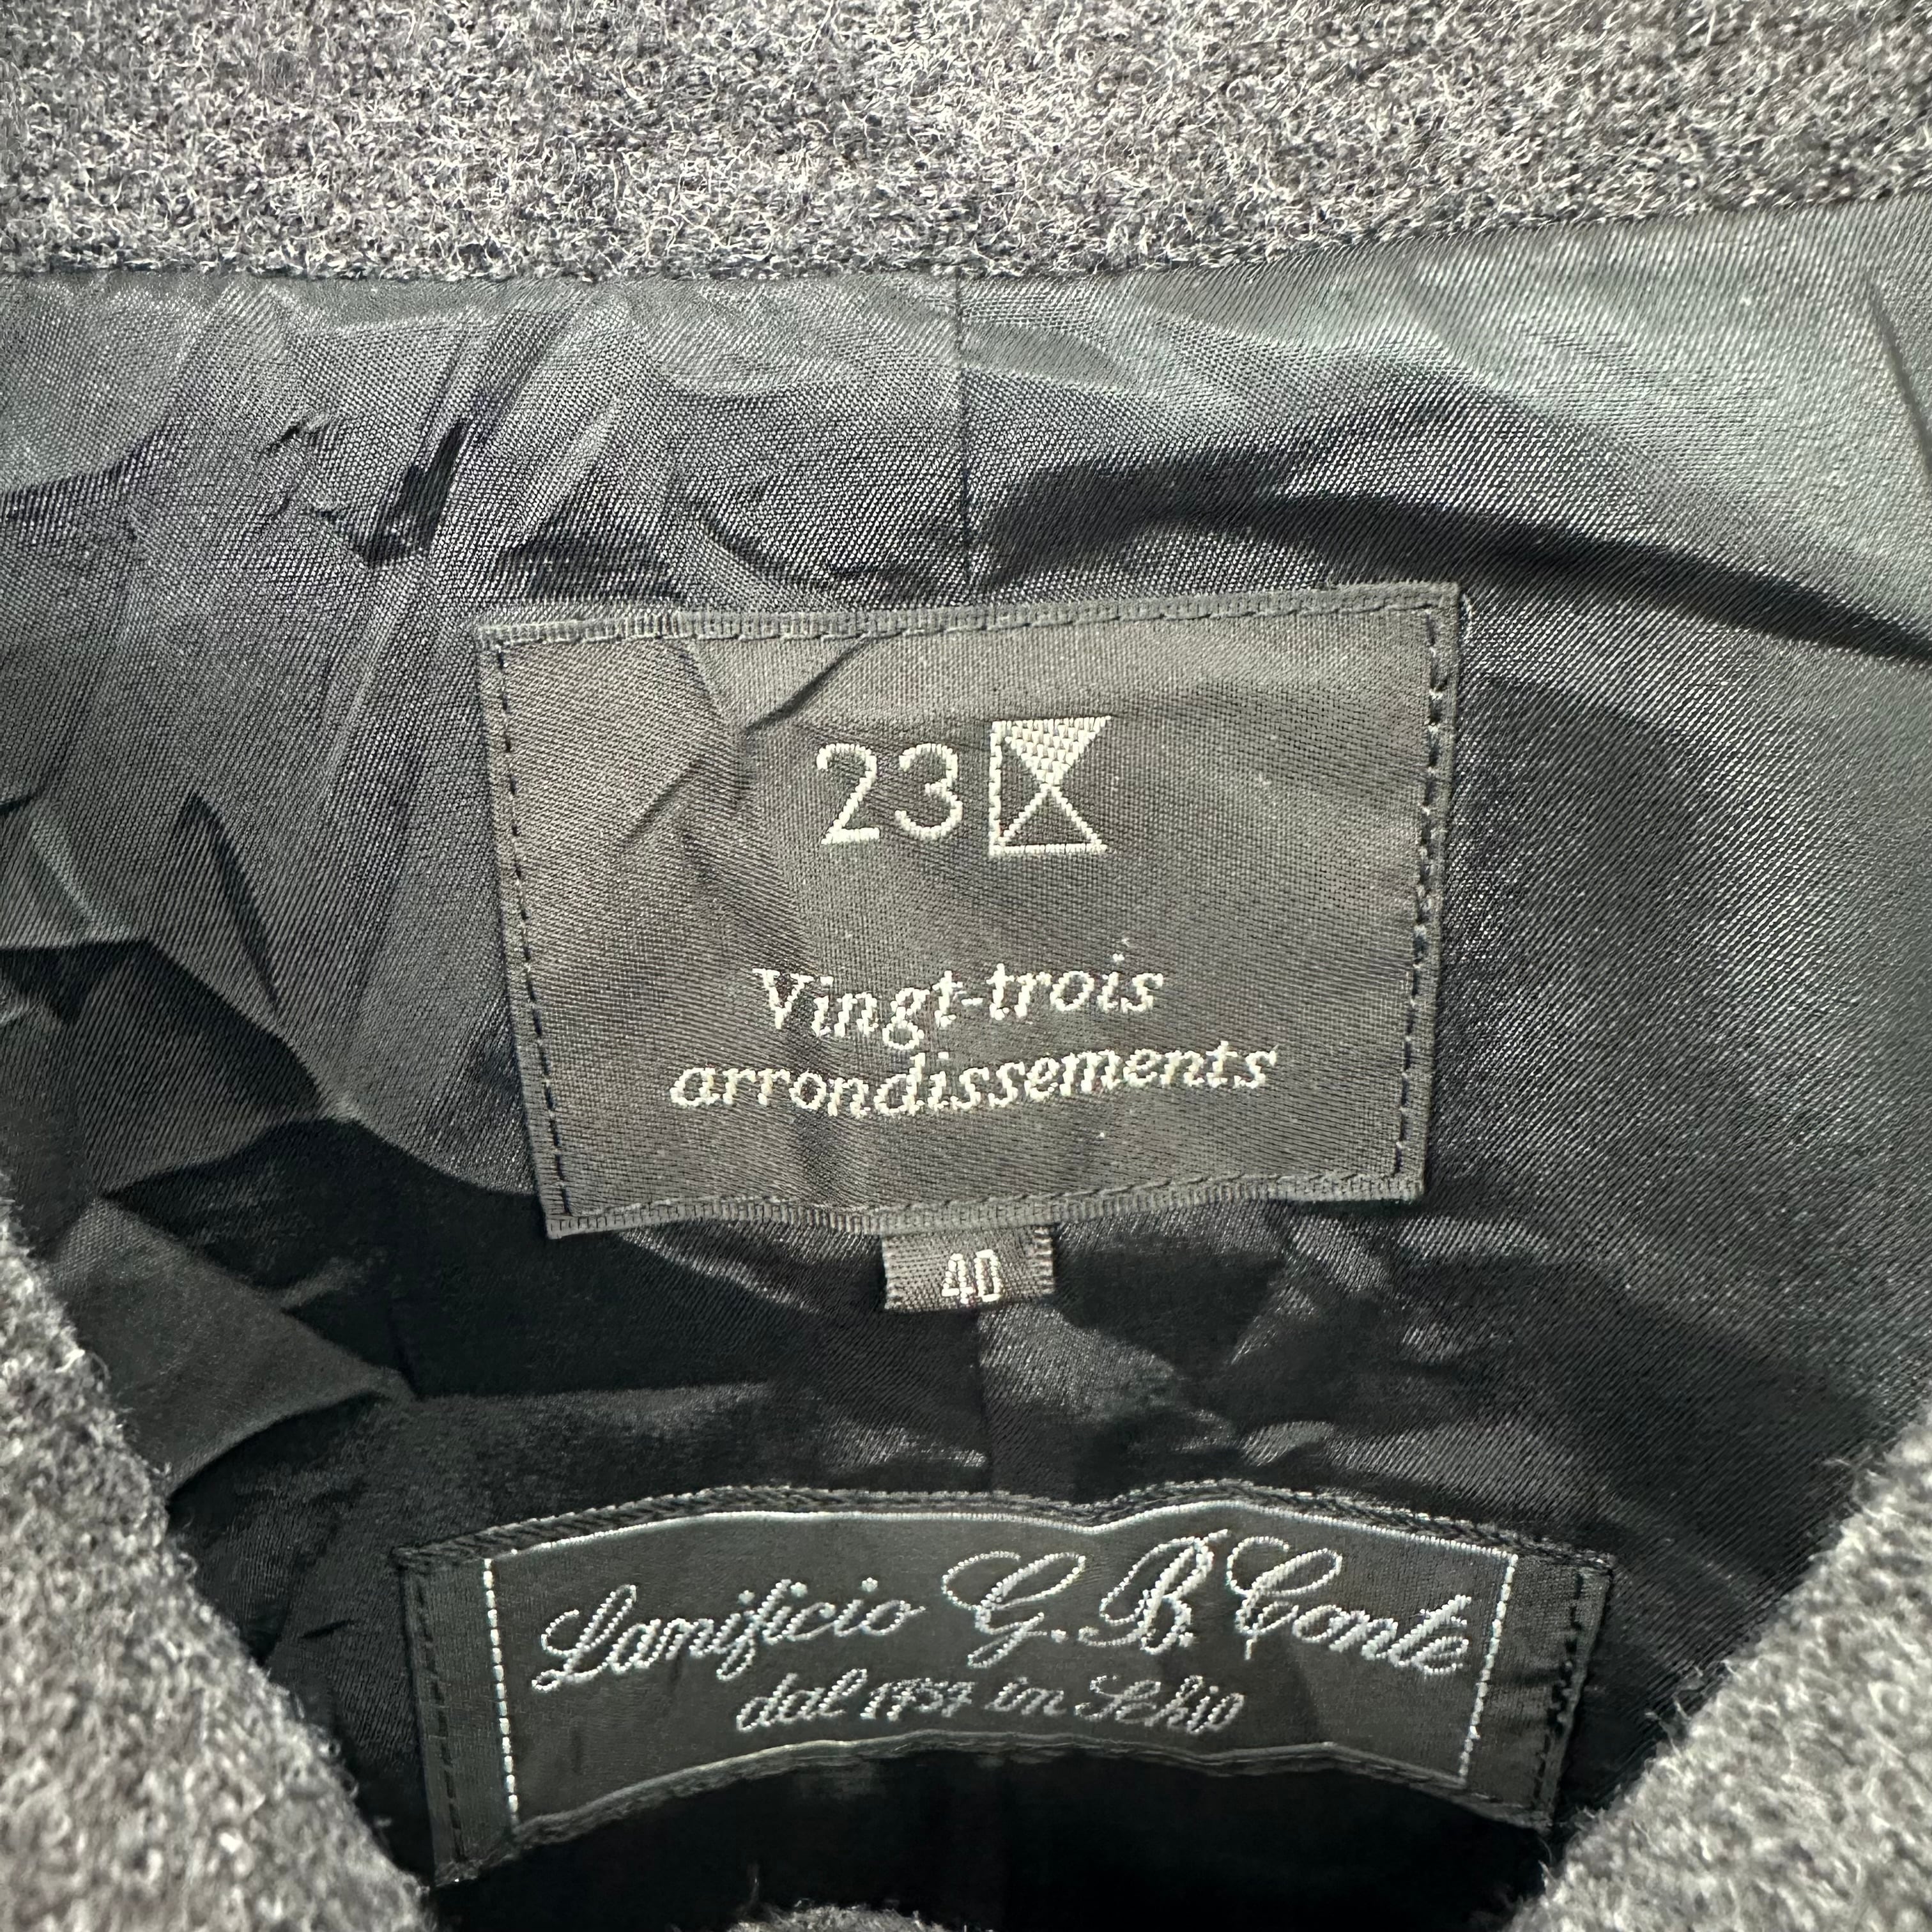 23
Vingt-trois
arrondissements
40
Lanificio G.B. Conte
dal 1757 in Schio